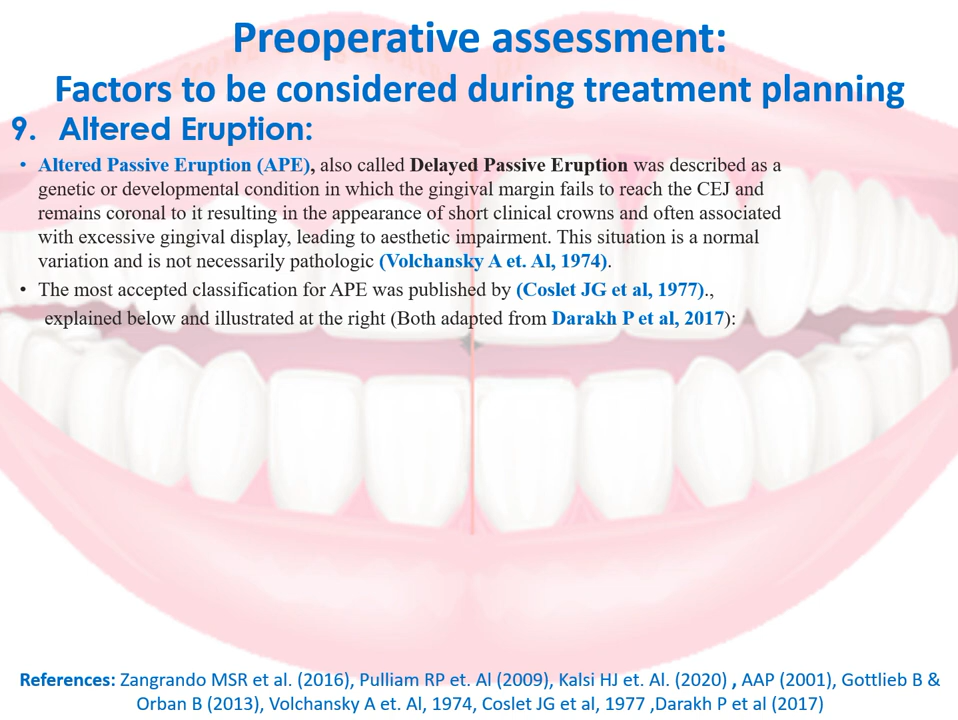 Preoperative assessment:
Factors to be considered during treatment planning
9. Altered Eruption:
• Altered Passive Eruption (APE), also called Delayed Passive Eruption was described as a
genetic or developmental condition in which the gingival margin fails to reach the CEJ and
remains coronal to it resulting in the appearance of short clinical crowns and often associated
with excessive gingival display, leading to aesthetic impairment. This situation is a normal
variation and is not necessarily pathologic (Volchansky A et. Al, 1974).
• The most accepted classification for APE was published by (Coslet JG et al, 1977).,
explained below and illustrated at the right (Both adapted from Darakh P et al, 2017):
References: Zangrando MSR et al. (2016), Pulliam RP et. Al (2009), Kalsi HJ et. Al. (2020) , AAP (2001), Gottlieb B &
Orban B (2013), Volchansky A et. Al, 1974, Coslet JG et al, 1977 ,Darakh P et al (2017)